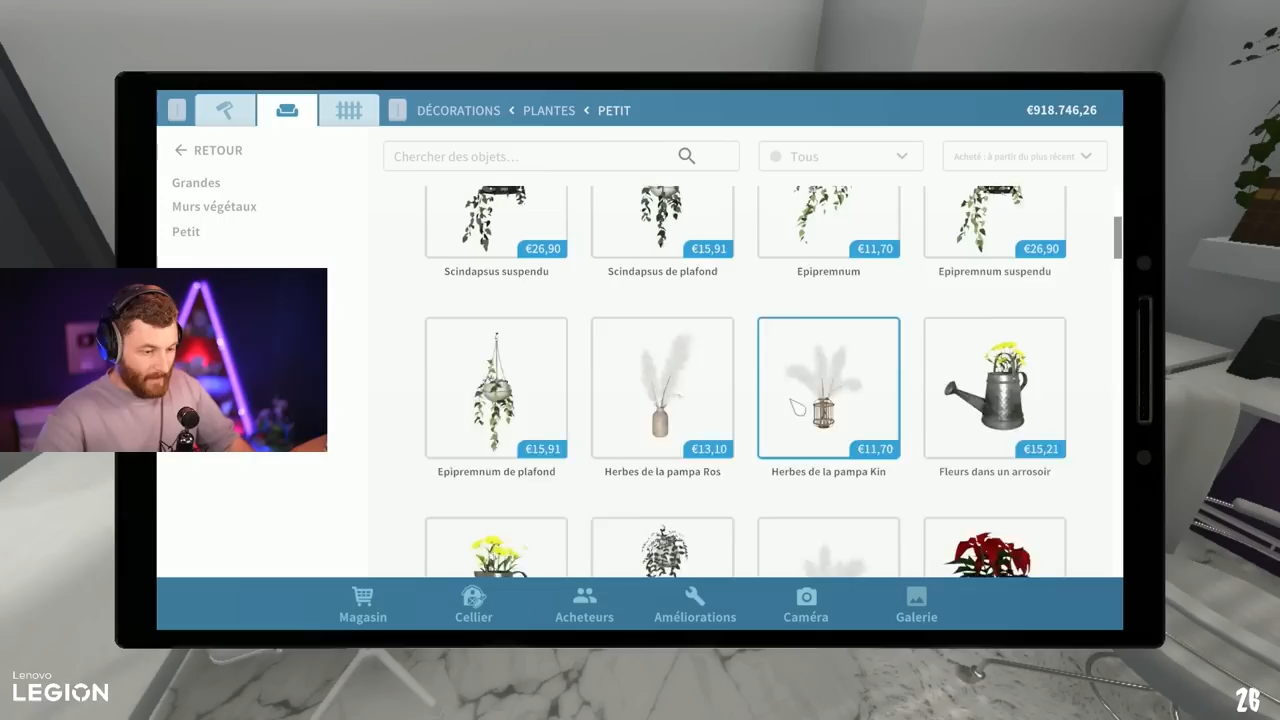 DÉCORATIONS < PLANTES < PETIT
€918.746,26
RETOUR
Chercher des objets...
Tous
Acheté : à partir du plus récent
Grandes
Murs végétaux
Petit
€26,90
€15,91
€11,70
€26,90
Scindapsus suspendu
Scindapsus de plafond
Epipremnum
Epipremnum suspendu
€15,91
€13,10
€11,70
€15,21
Epipremnum de plafond
Herbes de la pampa Ros
Herbes de la pampa Kin
Fleurs dans un arrosoir
Magasin
Cellier
Acheteurs
Améliorations
Caméra
Galerie
Lenovo
LEGION
26